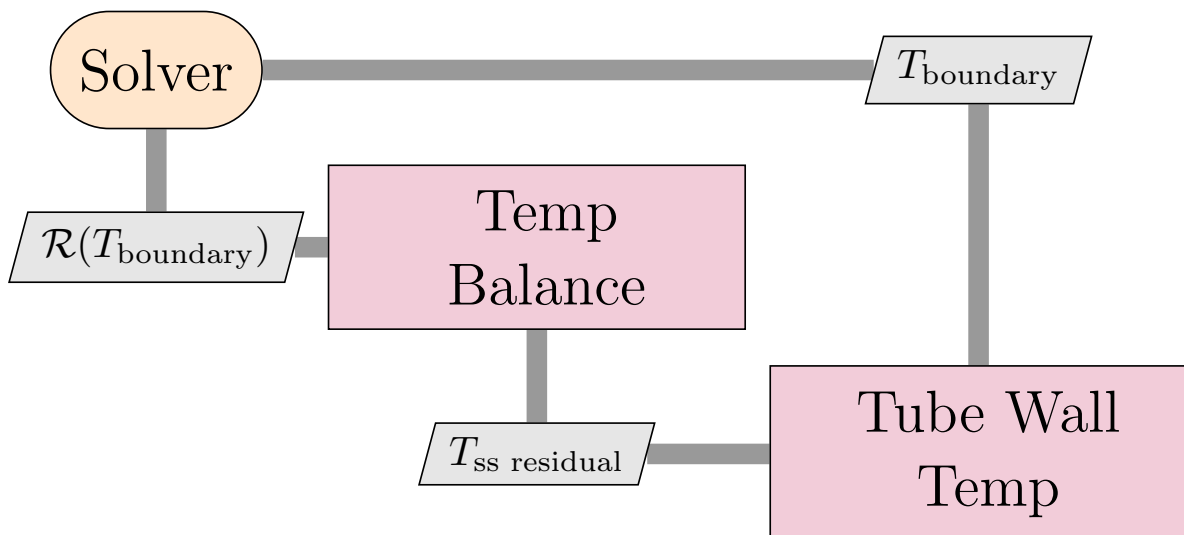 Solver
T_boundary
ℛ(T_boundary)
Temp
Balance
T_ss residual
Tube Wall
Temp